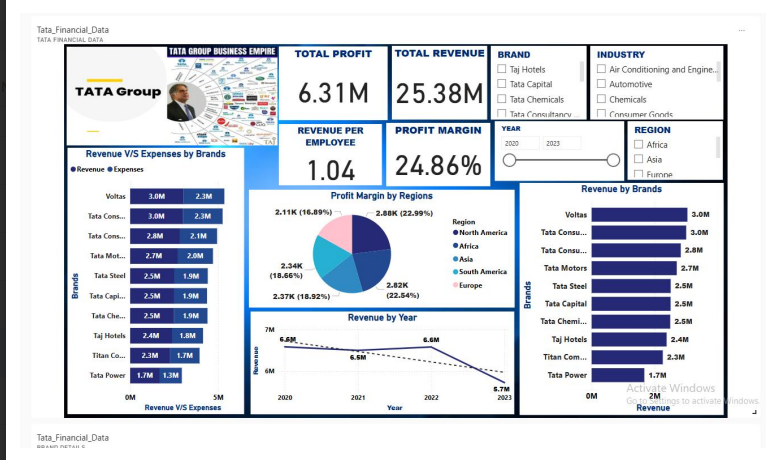 Tata_Financial_Data
TATA FINANCIAL DATA
...
TATA Group
TATA GROUP BUSINESS EMPIRE
TOTAL PROFIT
6.31M
TOTAL REVENUE
25.38M
BRAND
Taj Hotels
Tata Capital
Tata Chemicals
Tata Consultancy
INDUSTRY
Air Conditioning and Engine...
Automotive
Chemicals
Consumer Goods
REVENUE PER
EMPLOYEE
1.04
PROFIT MARGIN
24.86%
YEAR
2020 2023
REGION
Africa
Asia
Europe
Revenue V/S Expenses by Brands
Revenue Expenses
Brands
Voltas 3.0M 2.3M
Tata Cons... 3.0M 2.3M
Tata Cons... 2.8M 2.1M
Tata Mot... 2.7M 2.0M
Tata Steel 2.5M 1.9M
Tata Capi... 2.5M 1.9M
Tata Che... 2.5M 1.9M
Taj Hotels 2.4M 1.8M
Titan Co... 2.3M 1.7M
Tata Power 1.7M 1.3M
0M 5M
Revenue V/S Expenses
Profit Margin by Regions
2.11K (16.89%)
2.88K (22.99%)
2.34K
(18.66%)
2.82K
(22.54%)
2.37K (18.92%)
Region
North America
Africa
Asia
South America
Europe
Revenue by Year
Revenue
7M
6M
6.5M
6.5M
6.6M
5.7M
2020 2021 2022 2023
Year
Revenue by Brands
Brands
Voltas 3.0M
Tata Consu... 3.0M
Tata Consu... 2.8M
Tata Motors 2.7M
Tata Steel 2.5M
Tata Capital 2.5M
Tata Chemi... 2.5M
Taj Hotels 2.4M
Titan Com... 2.3M
Tata Power 1.7M
0M 2M
Revenue
Activate Windows
Go to Settings to activate Windows.
Tata_Financial_Data
BRAND DETAILS